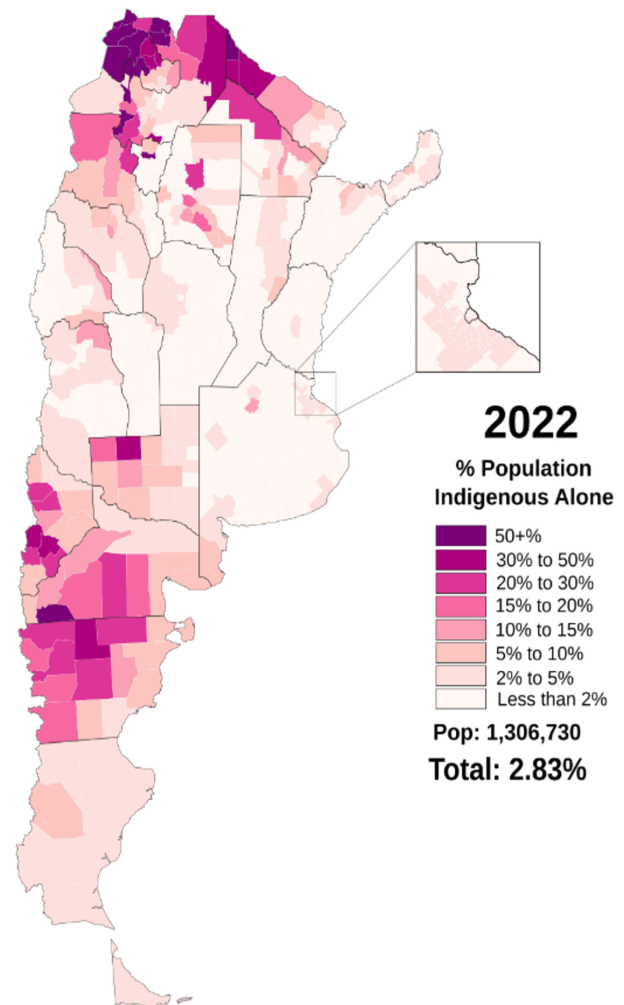 2022
% Population
Indigenous Alone
50+%
30% to 50%
20% to 30%
15% to 20%
10% to 15%
5% to 10%
2% to 5%
Less than 2%
Pop: 1,306,730
Total: 2.83%